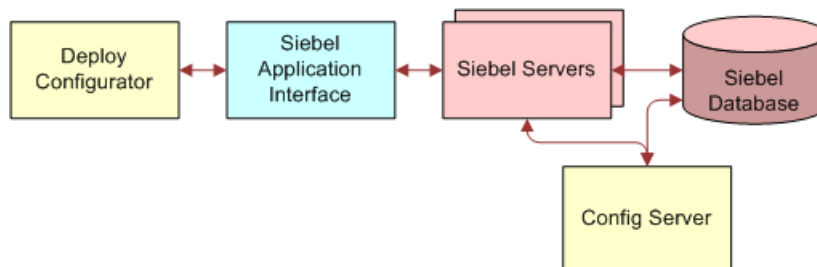 Deploy
Configurator
Siebel
Application
Interface
Siebel Servers
Siebel
Database
Config Server